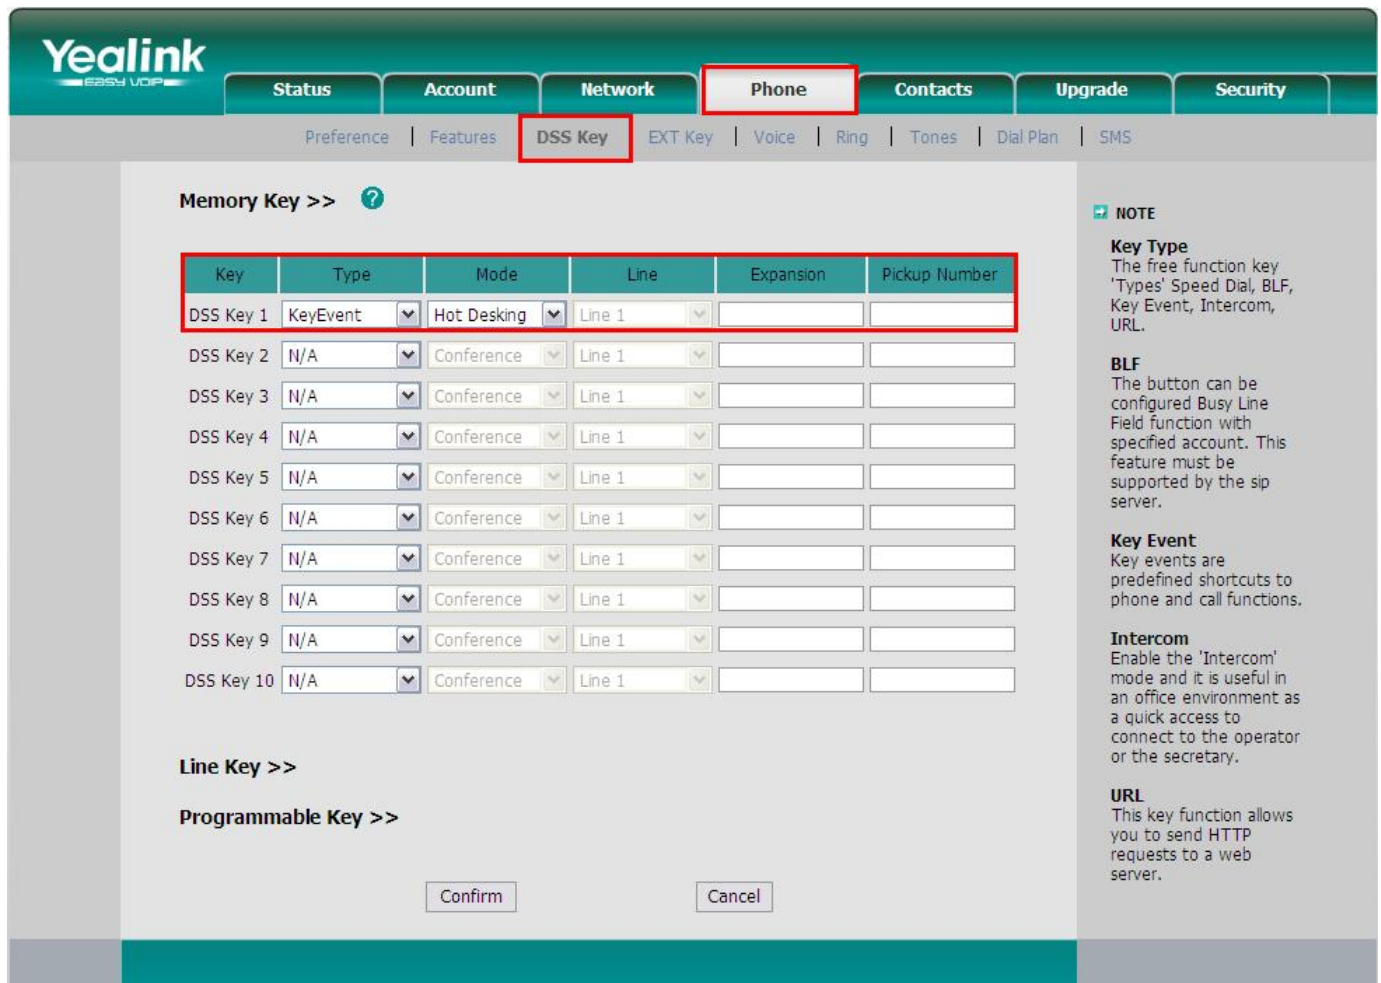 Yealink
EASY VOIP
Status Account Network Phone Contacts Upgrade Security
Preference | Features DSS Key EXT Key | Voice | Ring | Tones | Dial Plan | SMS
Memory Key >> ?
Key Type Mode Line Expansion Pickup Number
DSS Key 1 KeyEvent Hot Desking Line 1
DSS Key 2 N/A Conference Line 1
DSS Key 3 N/A Conference Line 1
DSS Key 4 N/A Conference Line 1
DSS Key 5 N/A Conference Line 1
DSS Key 6 N/A Conference Line 1
DSS Key 7 N/A Conference Line 1
DSS Key 8 N/A Conference Line 1
DSS Key 9 N/A Conference Line 1
DSS Key 10 N/A Conference Line 1
Line Key >>
Programmable Key >>
Confirm Cancel
NOTE
Key Type
The free function key
'Types' Speed Dial, BLF,
Key Event, Intercom,
URL.
BLF
The button can be
configured Busy Line
Field function with
specified account. This
feature must be
supported by the sip
server.
Key Event
Key events are
predefined shortcuts to
phone and call functions.
Intercom
Enable the 'Intercom'
mode and it is useful in
an office environment as
a quick access to
connect to the operator
or the secretary.
URL
This key function allows
you to send HTTP
requests to a web
server.